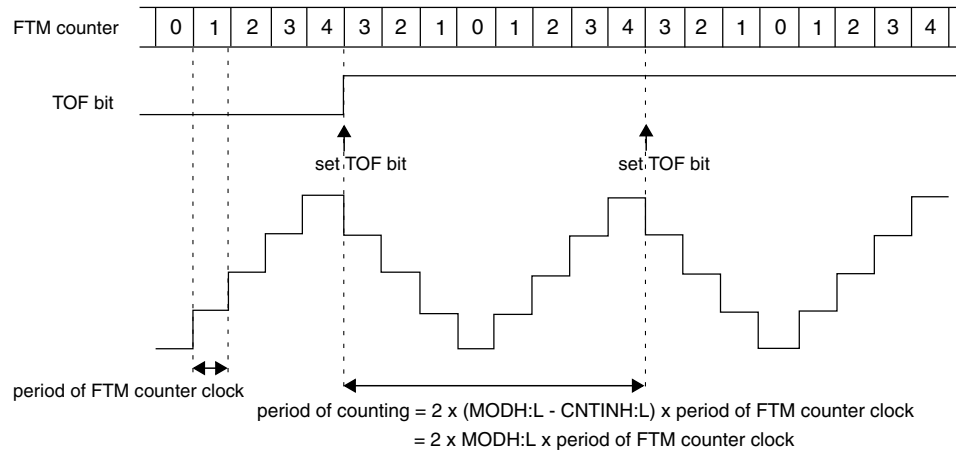 FTM counter 0 1 2 3 4 3 2 1 0 1 2 3 4 3 2 1 0 1 2 3 4
TOF bit
set TOF bit set TOF bit
period of FTM counter clock
period of counting = 2 x (MODH:L - CNTINH:L) x period of FTM counter clock
= 2 x MODH:L x period of FTM counter clock